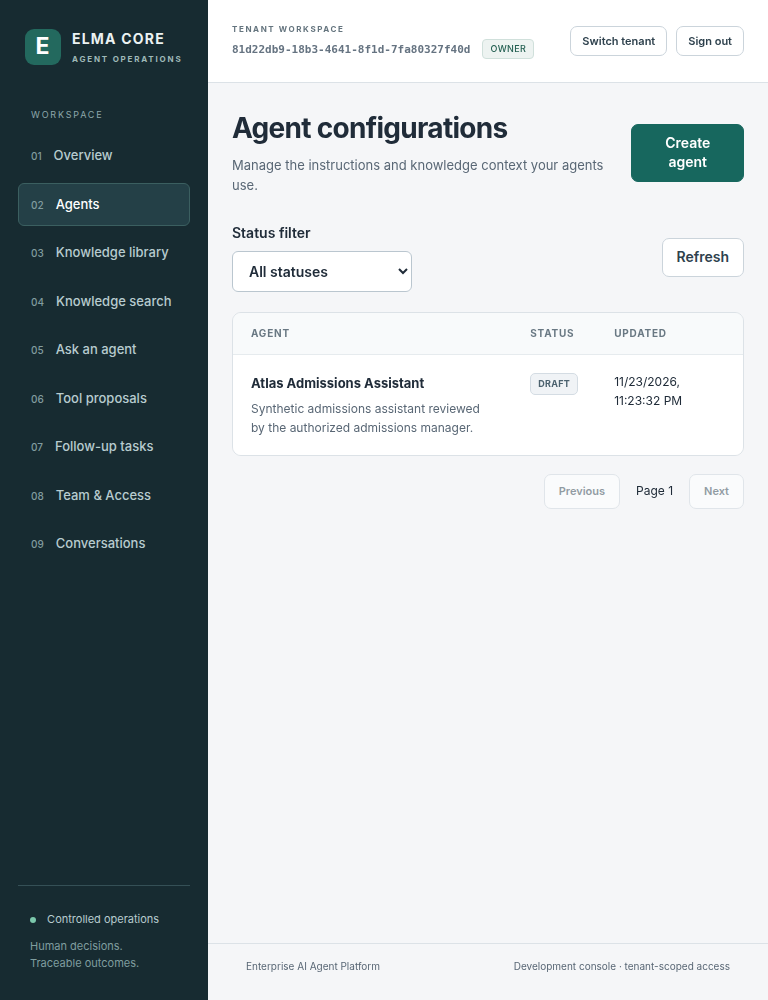 E
ELMA CORE
AGENT OPERATIONS
WORKSPACE
01 Overview
02 Agents
03 Knowledge library
04 Knowledge search
05 Ask an agent
06 Tool proposals
07 Follow-up tasks
08 Team & Access
09 Conversations
Controlled operations
Human decisions.
Traceable outcomes.
TENANT WORKSPACE
81d22db9-18b3-4641-8f1d-7fa80327f40d OWNER
Switch tenant Sign out
Agent configurations
Manage the instructions and knowledge context your agents
use.
Create
agent
Status filter
All statuses
Refresh
AGENT STATUS UPDATED
Atlas Admissions Assistant DRAFT 11/23/2026,
11:23:32 PM
Synthetic admissions assistant reviewed
by the authorized admissions manager.
Previous Page 1 Next
Enterprise AI Agent Platform Development console · tenant-scoped access